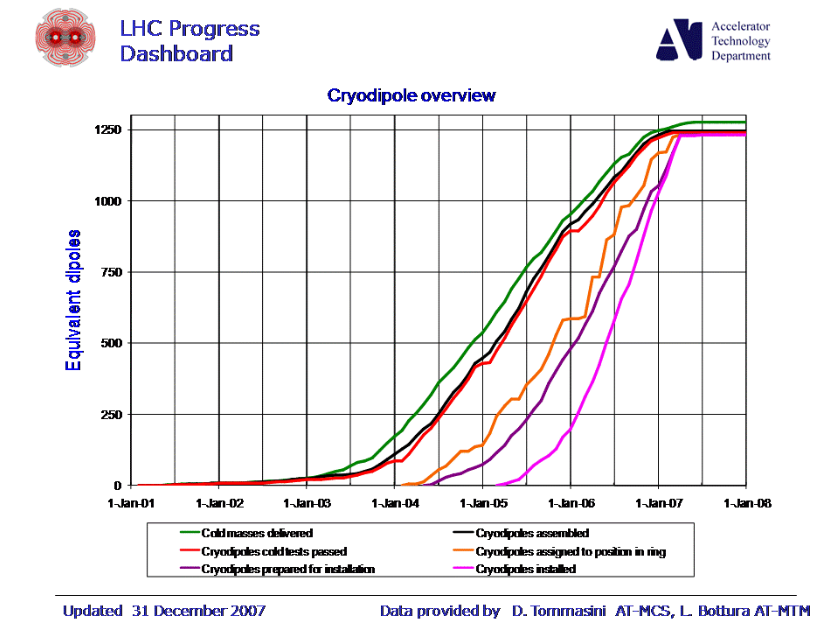 LHC Progress
Dashboard
Accelerator
Technology
Department
Cryodipole overview
Equivalent dipoles
1250
1000
750
500
250
0
1-Jan-01 1-Jan-02 1-Jan-03 1-Jan-04 1-Jan-05 1-Jan-06 1-Jan-07 1-Jan-08
Cold masses delivered Cryodipoles assembled
Cryodipoles cold tests passed Cryodipoles assigned to position in ring
Cryodipoles prepared for installation Cryodipoles installed
Updated 31 December 2007 Data provided by D. Tommasini AT-MCS, L. Bottura AT-MTM